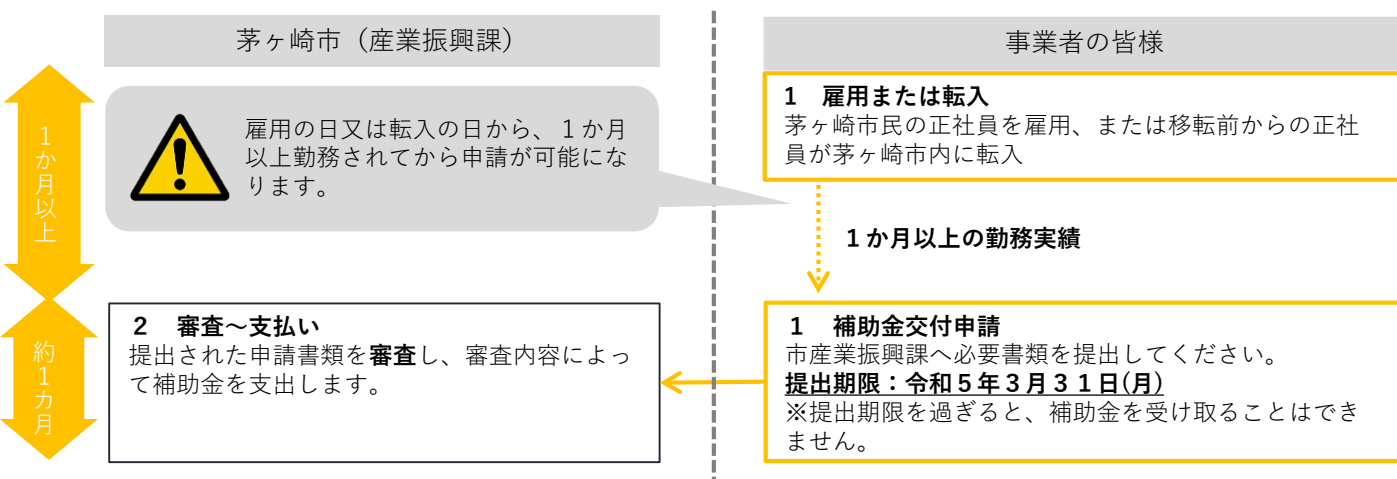 茅ヶ崎市（産業振興課）
事業者の皆様
１か月以上
雇用の日又は転入の日から、１か月
以上勤務されてから申請が可能にな
ります。
1　雇用または転入
茅ヶ崎市民の正社員を雇用、または移転前からの正社
員が茅ヶ崎市内に転入
１か月以上の勤務実績
約１カ月
２　審査～支払い
提出された申請書類を審査し、審査内容によっ
て補助金を支出します。
1　補助金交付申請
市産業振興課へ必要書類を提出してください。
提出期限：令和５年３月３１日(月)
※提出期限を過ぎると、補助金を受け取ることはでき
ません。